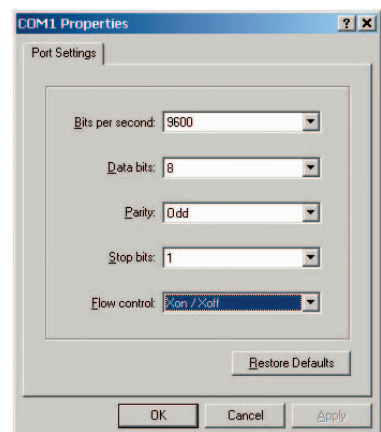 COM1 Properties
Port Settings
Bits per second: 9600
Data bits: 8
Parity: Odd
Stop bits: 1
Flow control: Xon / Xoff
Restore Defaults
OK Cancel Apply